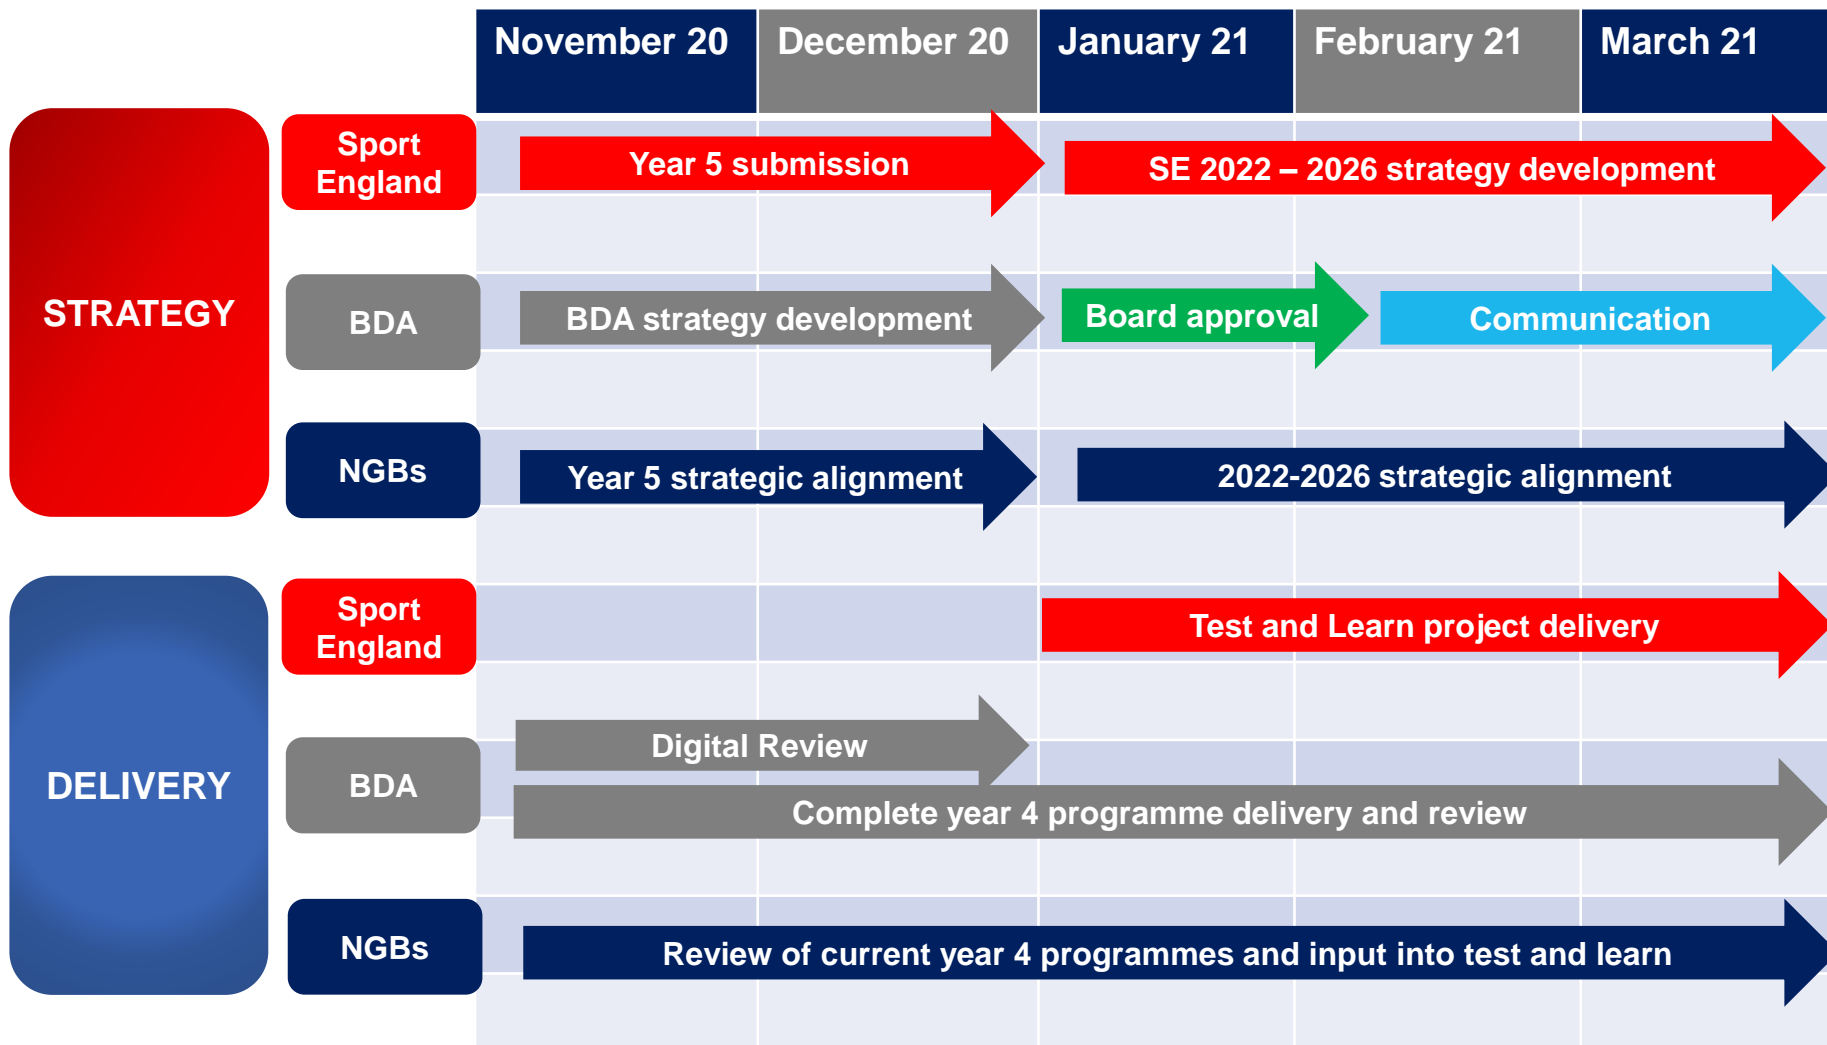 November 20
December 20
January 21
February 21
March 21
STRATEGY
Sport
England
Year 5 submission
SE 2022 – 2026 strategy development
BDA
BDA strategy development
Board approval
Communication
NGBs
Year 5 strategic alignment
2022-2026 strategic alignment
DELIVERY
Sport
England
Test and Learn project delivery
BDA
Digital Review
Complete year 4 programme delivery and review
NGBs
Review of current year 4 programmes and input into test and learn